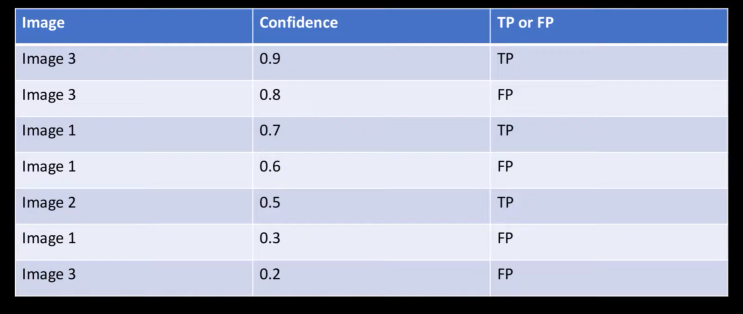 Image Confidence TP or FP
Image 3 0.9 TP
Image 3 0.8 FP
Image 1 0.7 TP
Image 1 0.6 FP
Image 2 0.5 TP
Image 1 0.3 FP
Image 3 0.2 FP